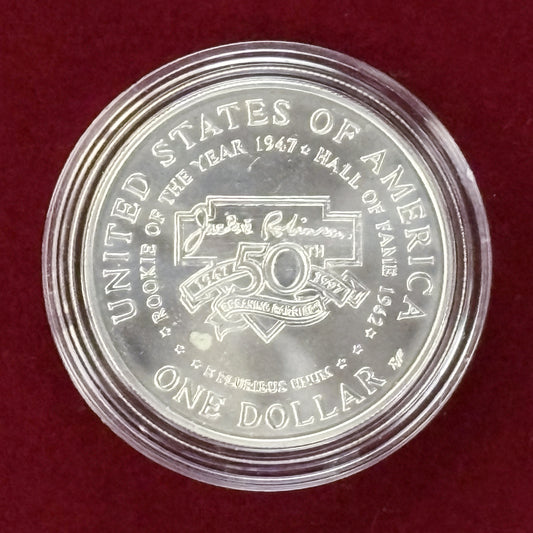 UNITED STATES OF AMERICA
ROOKIE OF THE YEAR 1947 ☆ HALL OF FAME 1962
Jackie Robinson
50TH
1947 1997
BREAKING BARRIERS
E PLURIBUS UNUM
ONE DOLLAR